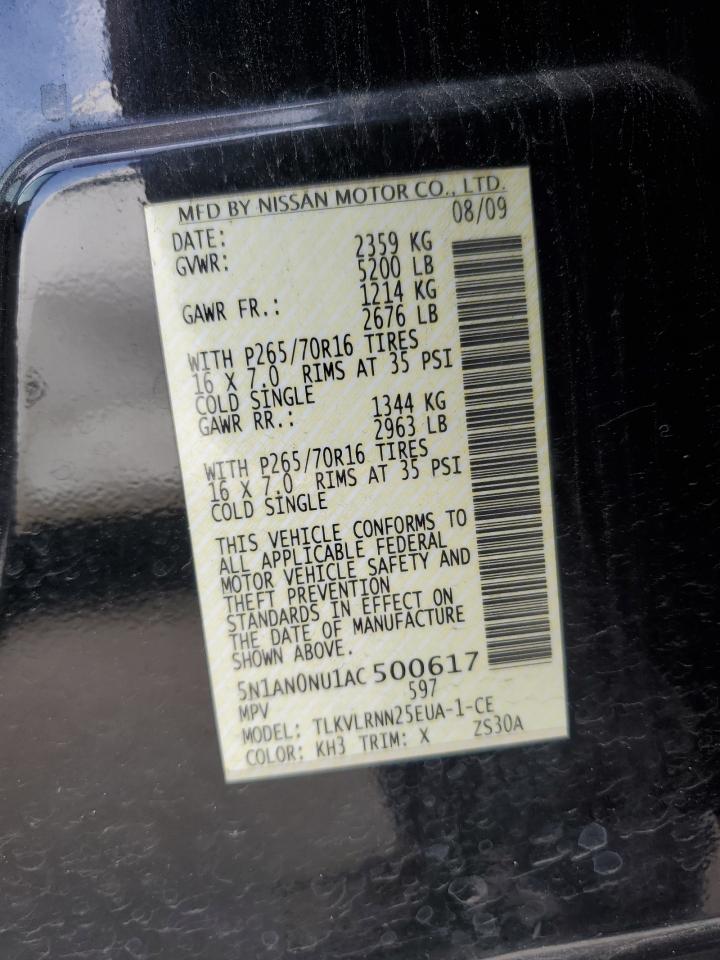 MFD BY NISSAN MOTOR CO., LTD.
DATE: 08/09
GVWR: 2359 KG
5200 LB
GAWR FR.: 1214 KG
2676 LB
WITH P265/70R16 TIRES
16 X 7.0 RIMS AT 35 PSI
COLD SINGLE
GAWR RR.: 1344 KG
2963 LB
WITH P265/70R16 TIRES
16 X 7.0 RIMS AT 35 PSI
COLD SINGLE
THIS VEHICLE CONFORMS TO
ALL APPLICABLE FEDERAL
MOTOR VEHICLE SAFETY AND
THEFT PREVENTION
STANDARDS IN EFFECT ON
THE DATE OF MANUFACTURE
SHOWN ABOVE.
5N1AN0NU1AC 500617
MPV 597
MODEL: TLKVLRNN25EUA-1-CE
COLOR: KH3 TRIM: X ZS30A